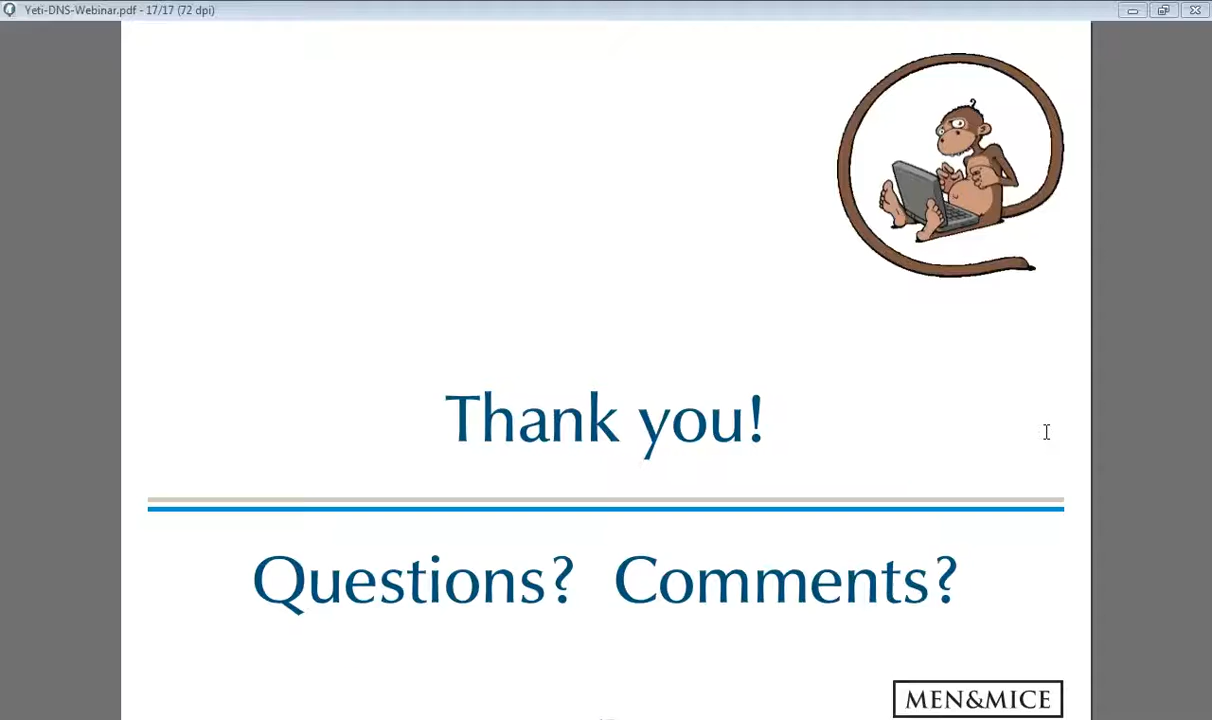 Yeti-DNS-Webinar.pdf - 17/17 (72 dpi)
Thank you!
Questions? Comments?
MEN&MICE